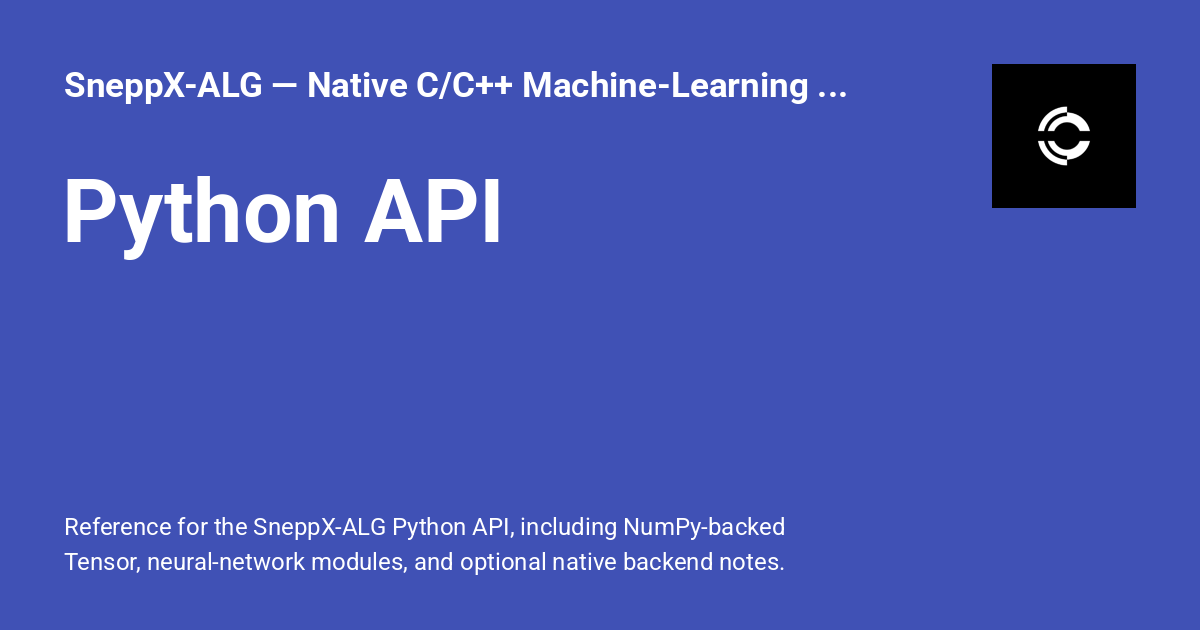 SneppX-ALG — Native C/C++ Machine-Learning ...
Python API
Reference for the SneppX-ALG Python API, including NumPy-backed
Tensor, neural-network modules, and optional native backend notes.